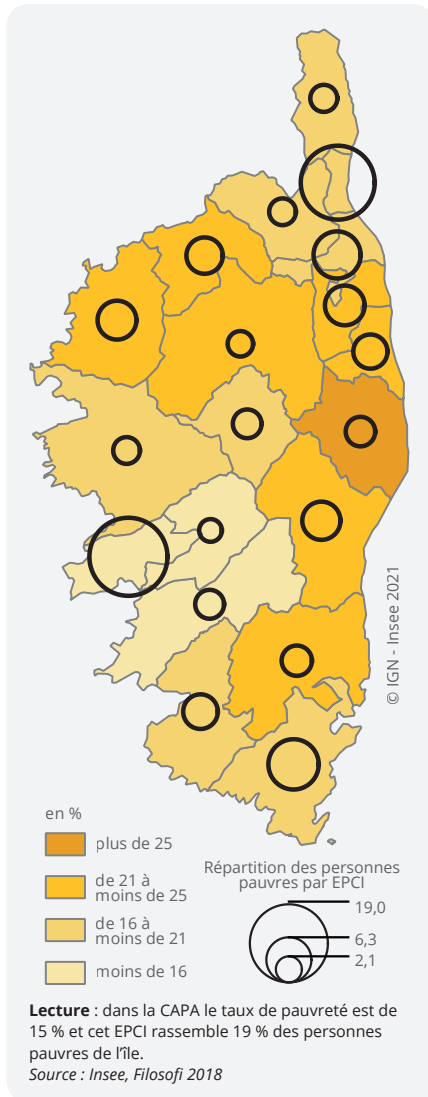 © IGN - Insee 2021
en %
plus de 25
de 21 à
moins de 25
de 16 à
moins de 21
moins de 16
Répartition des personnes
pauvres par EPCI
19,0
6,3
2,1
Lecture : dans la CAPA le taux de pauvreté est de
15 % et cet EPCI rassemble 19 % des personnes
pauvres de l’île.
Source : Insee, Filosofi 2018